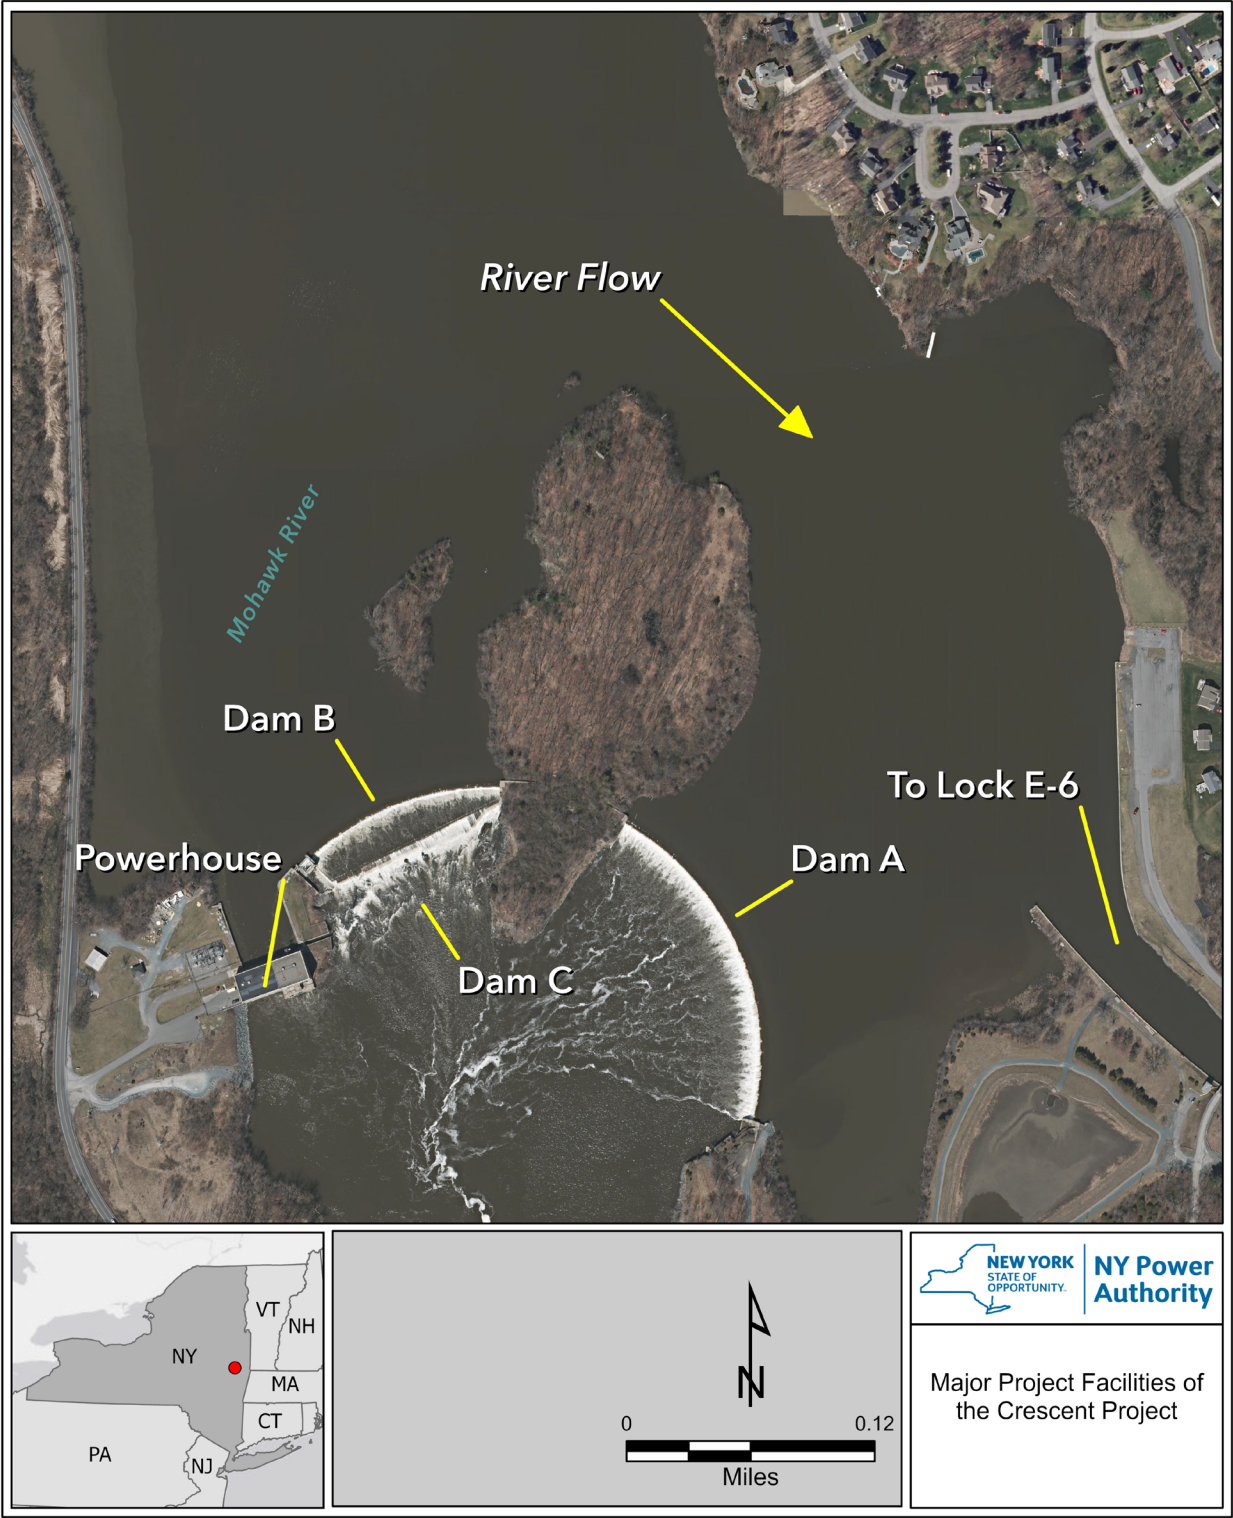 River Flow
Mohawk River
Dam B
To Lock E-6
Powerhouse
Dam A
Dam C
VT
NH
NY
MA
CT
PA
NJ
N
0 0.12
Miles
NEW YORK
STATE OF
OPPORTUNITY.
NY Power
Authority
Major Project Facilities of
the Crescent Project